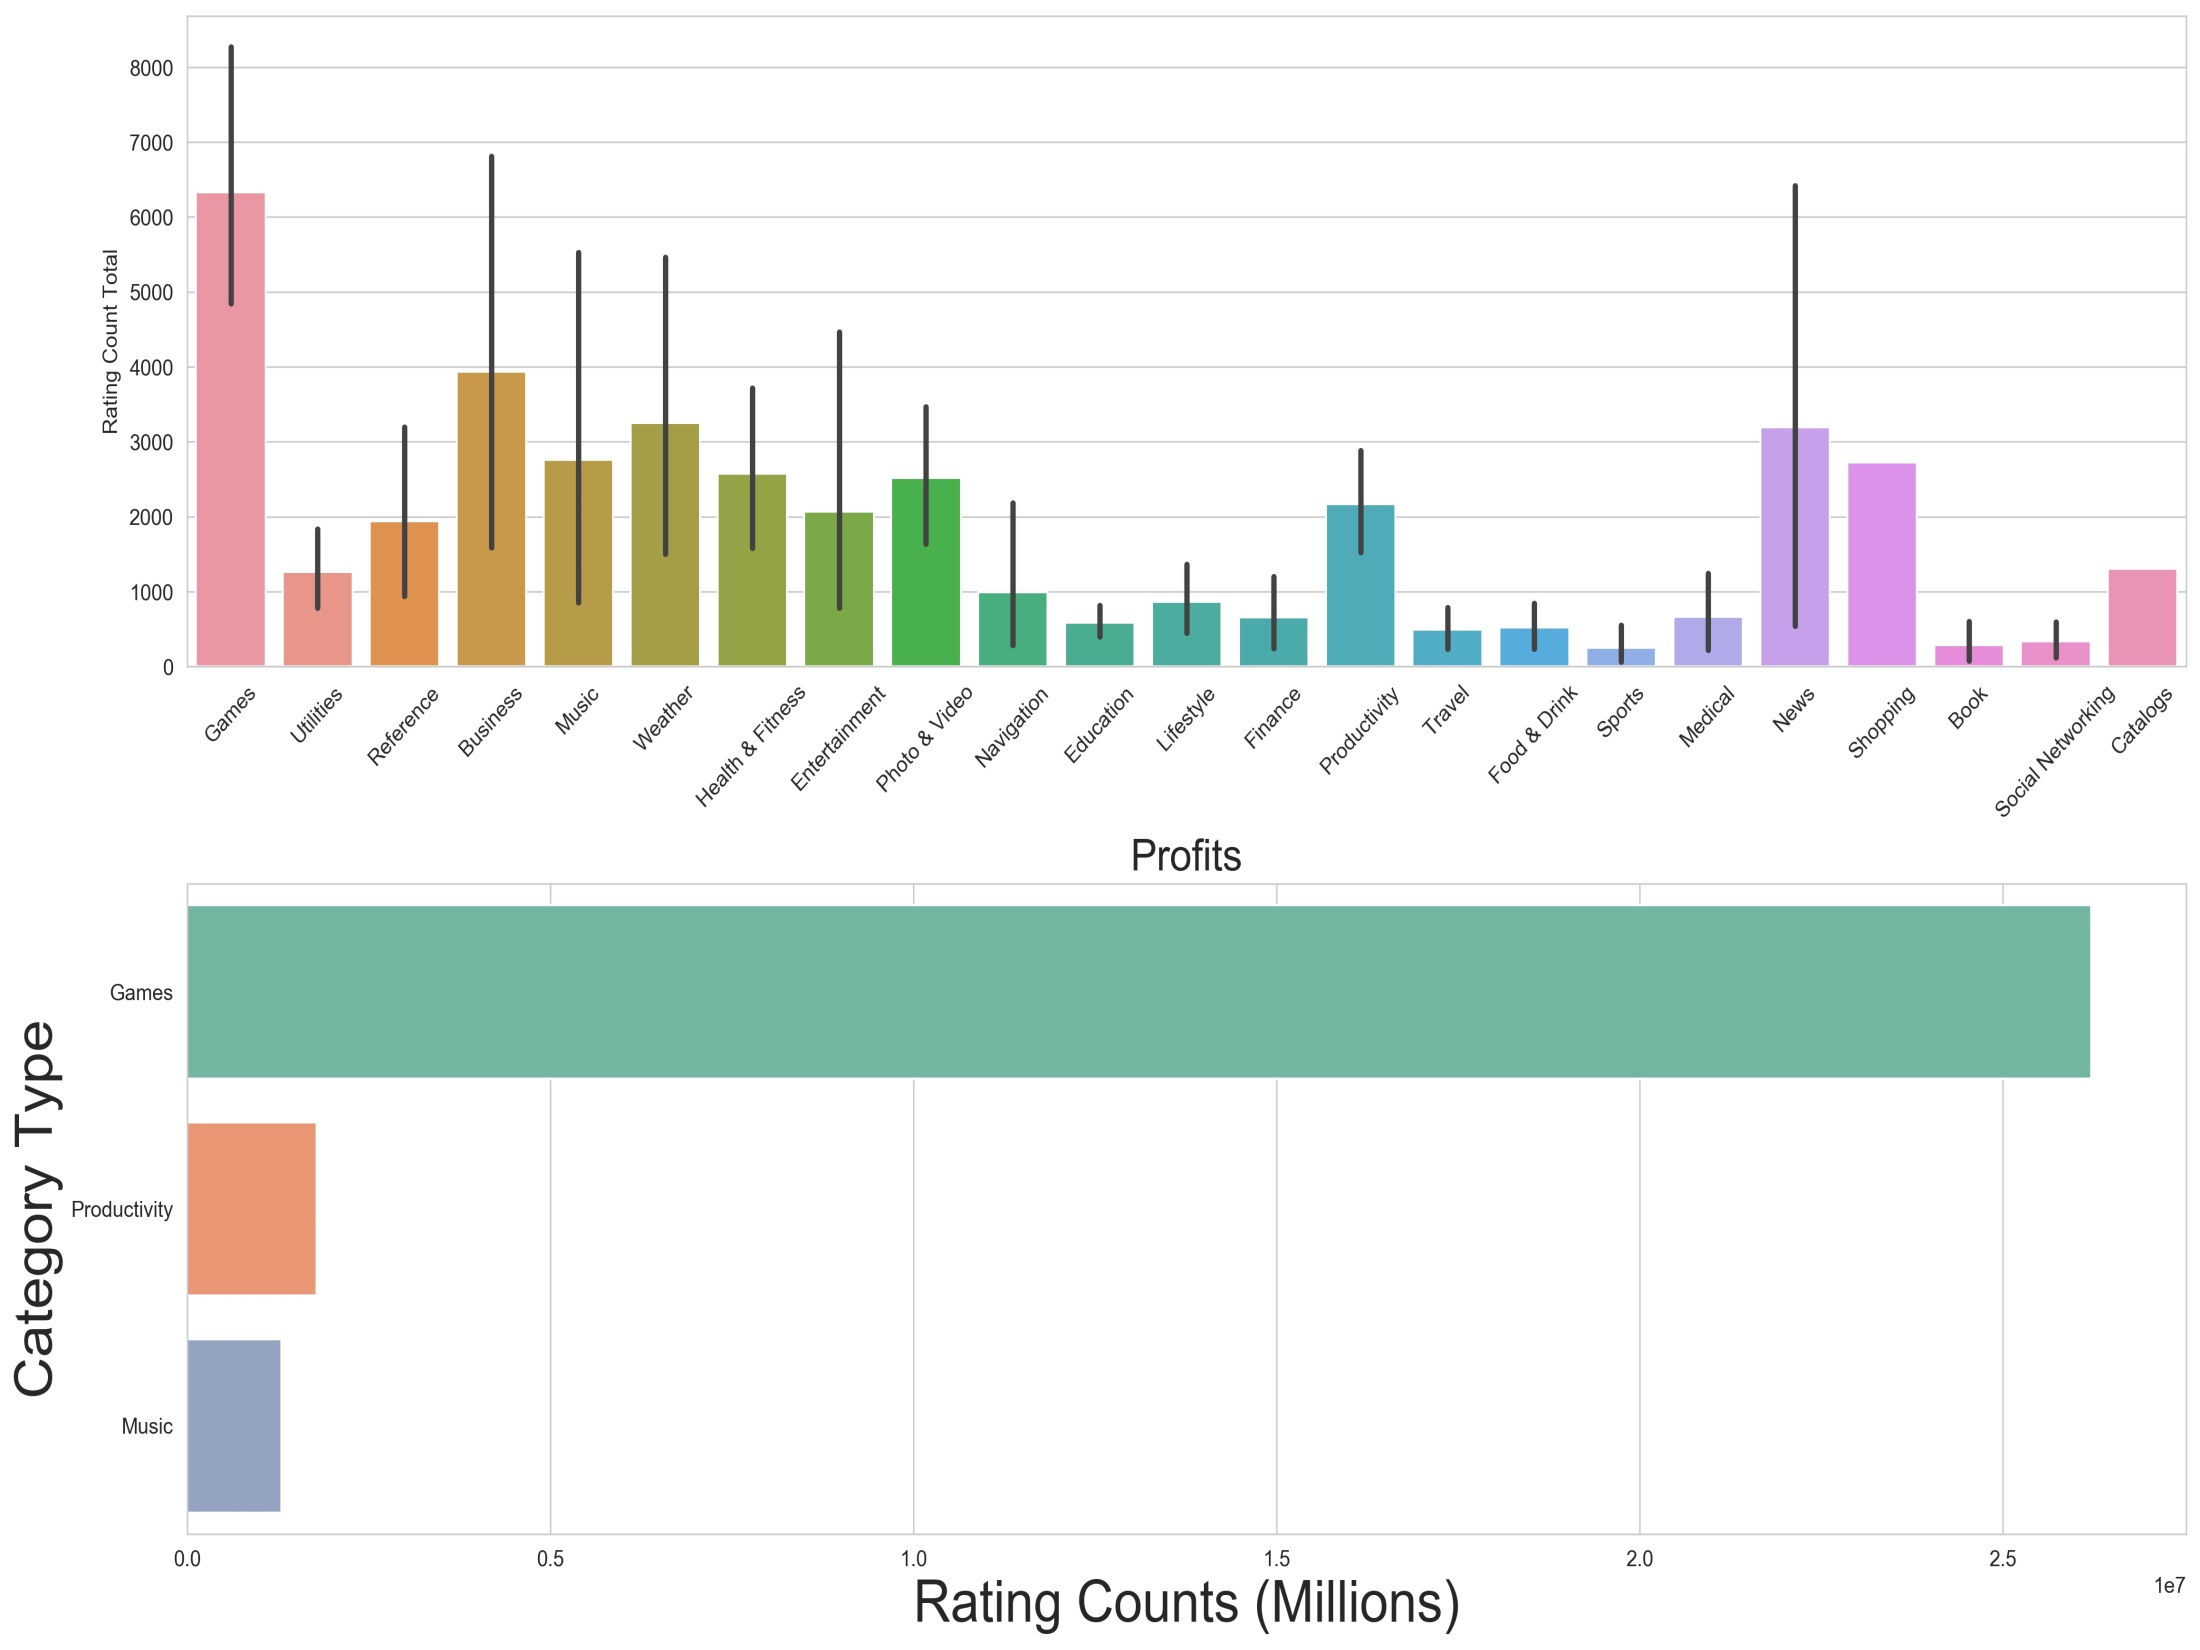 8000
7000
6000
5000
4000
3000
2000
1000
0
Rating Count Total
Games
Utilities
Reference
Business
Music
Weather
Health & Fitness
Entertainment
Photo & Video
Navigation
Education
Lifestyle
Finance
Productivity
Travel
Food & Drink
Sports
Medical
News
Shopping
Book
Social Networking
Catalogs
Profits
Category Type
Games
Productivity
Music
0.0 0.5 1.0 1.5 2.0 2.5
1e7
Rating Counts (Millions)